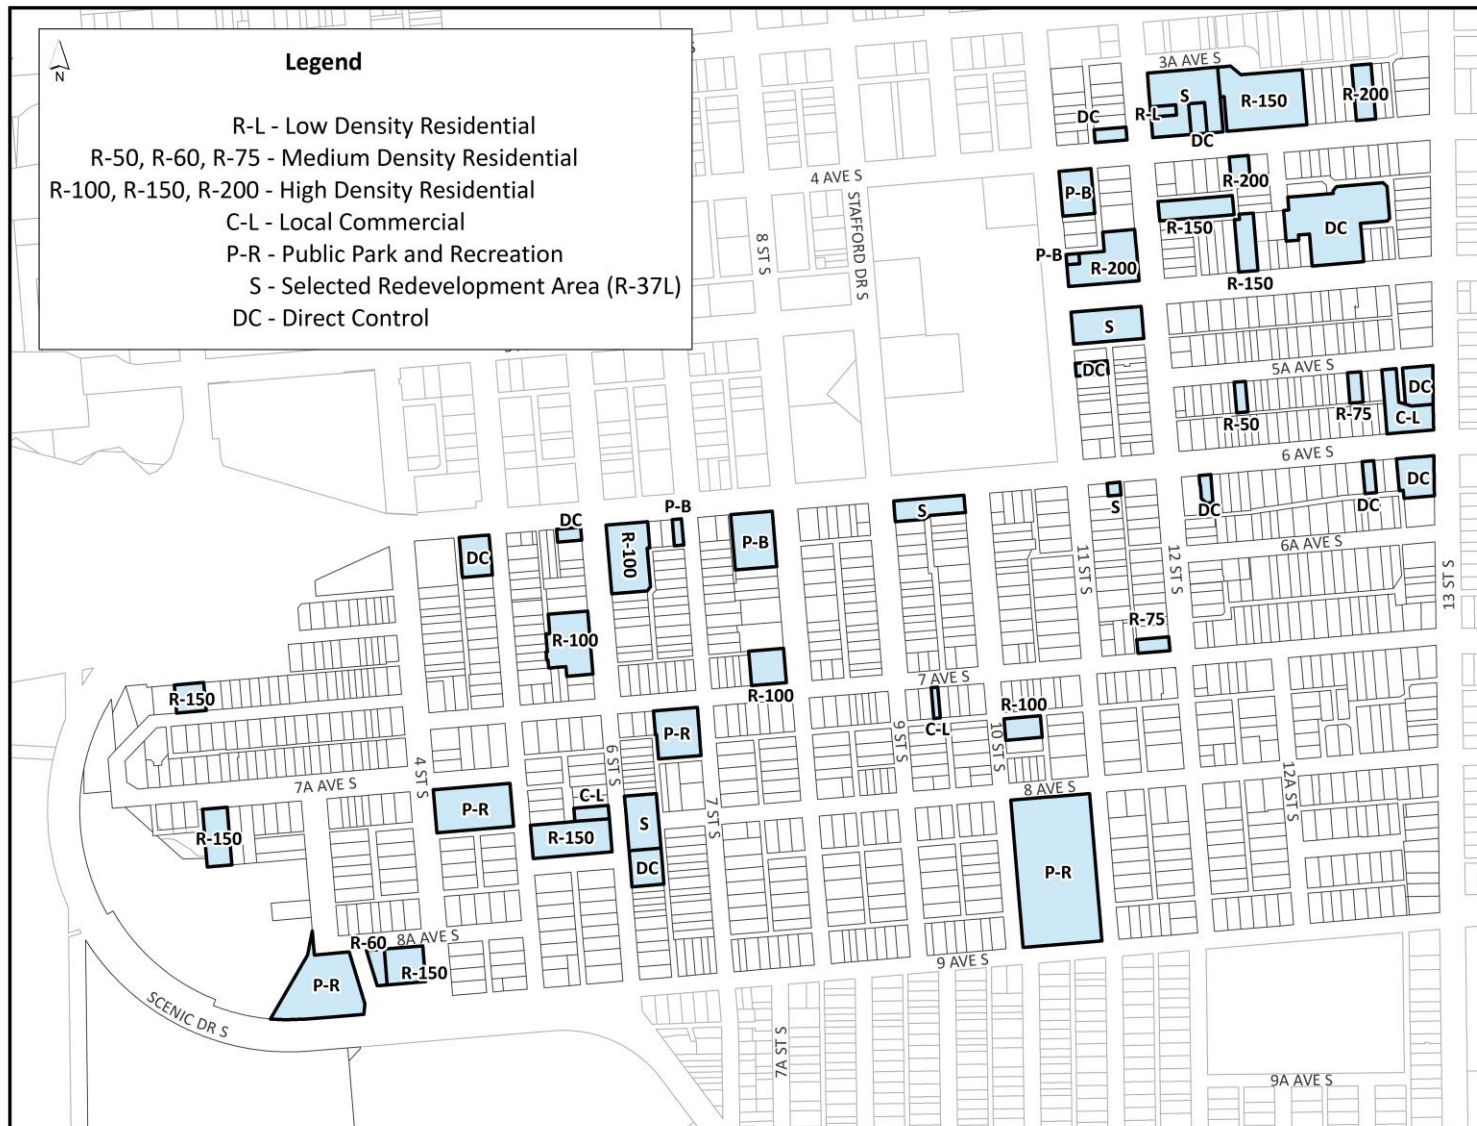 N
Legend
R-L - Low Density Residential
R-50, R-60, R-75 - Medium Density Residential
R-100, R-150, R-200 - High Density Residential
C-L - Local Commercial
P-R - Public Park and Recreation
S - Selected Redevelopment Area (R-37L)
DC - Direct Control
3A AVE S
S
R-150
R-200
DC
R-L
DC
4 AVE S
STAFFORD DR S
8 ST S
P-B
R-200
R-150
DC
P-B
R-200
R-150
S
DC
5A AVE S
DC
R-50
R-75
C-L
6 AVE S
DC
DC
DC
S
S
P-B
DC
R-100
P-B
DC
11 ST S
12 ST S
6A AVE S
13 ST S
R-75
R-100
R-100
7 AVE S
R-150
R-100
C-L
P-R
9 ST S
10 ST S
4 ST S
6 ST S
7 ST S
12A ST S
7A AVE S
8 AVE S
P-R
C-L
R-150
S
DC
R-150
P-R
R-60
8A AVE S
R-150
P-R
9 AVE S
SCENIC DR S
7A ST S
9A AVE S